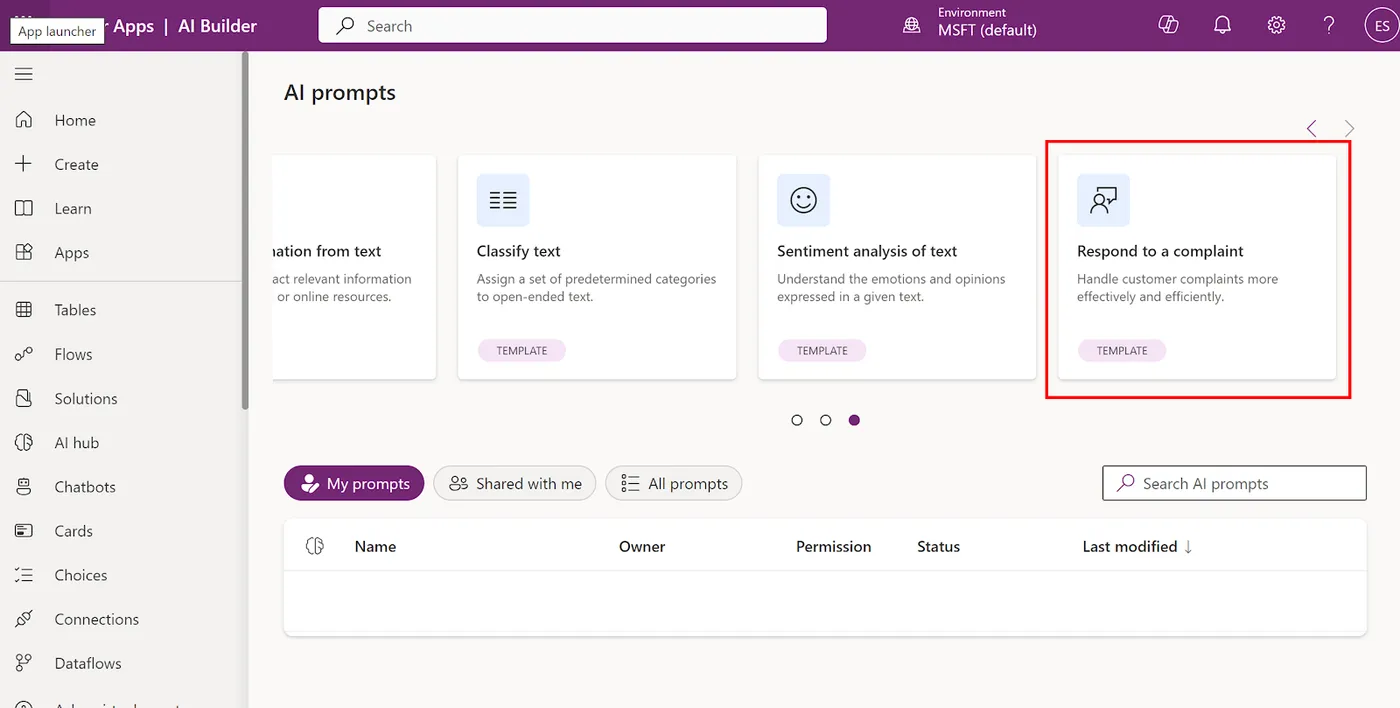 App launcher
Apps | AI Builder
Search
Environment
MSFT (default)
ES
Home
Create
Learn
Apps
Tables
Flows
Solutions
AI hub
Chatbots
Cards
Choices
Connections
Dataflows
AI prompts
from text
relevant information
or online resources.
Classify text
Assign a set of predetermined categories
to open-ended text.
TEMPLATE
Sentiment analysis of text
Understand the emotions and opinions
expressed in a given text.
TEMPLATE
Respond to a complaint
Handle customer complaints more
effectively and efficiently.
TEMPLATE
My prompts
Shared with me
All prompts
Search AI prompts
Name Owner Permission Status Last modified ↓